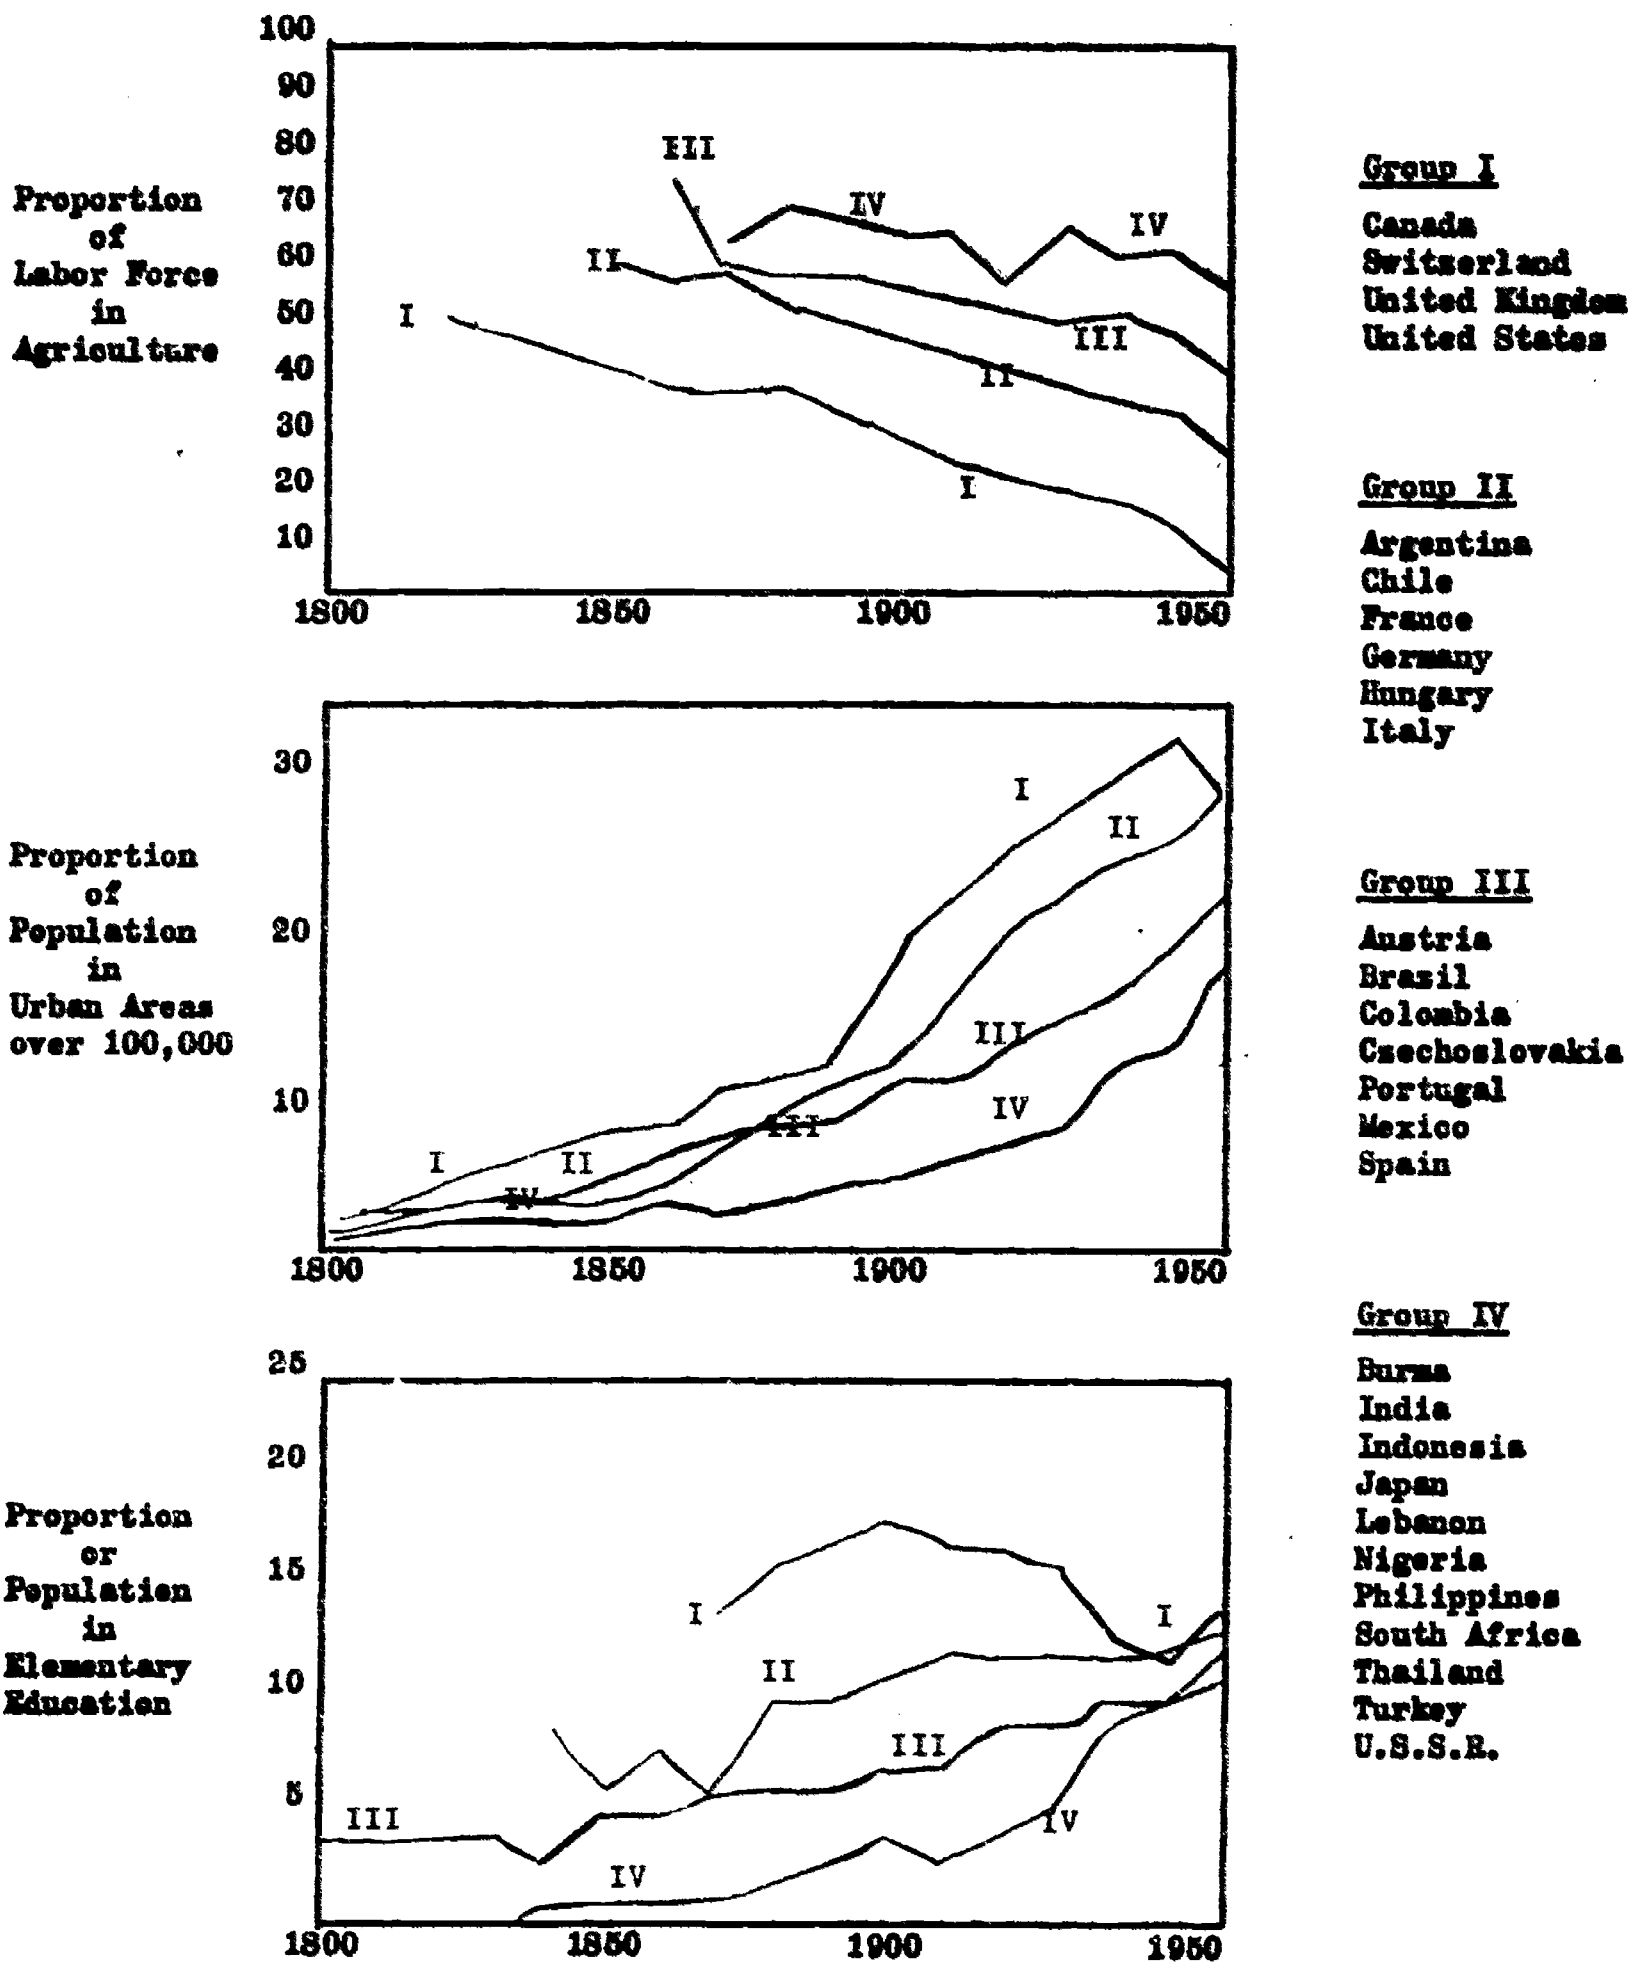 100
90
80
70
60
50
40
30
20
10
Proportion
of
Labor Force
in
Agriculture
III
IV
IV
II
I
III
II
I
1800 1850 1900 1950
30
20
10
Proportion
of
Population
in
Urban Areas
over 100,000
I
II
III
IV
III
I
II
IV
1800 1850 1900 1950
25
20
15
10
5
Proportion
or
Population
in
Elementary
Education
I
I
II
III
III
IV
IV
1800 1850 1900 1950
Group I
Canada
Switzerland
United Kingdom
United States
Group II
Argentina
Chile
France
Germany
Hungary
Italy
Group III
Austria
Brazil
Colombia
Czechoslovakia
Portugal
Mexico
Spain
Group IV
Burma
India
Indonesia
Japan
Lebanon
Nigeria
Philippines
South Africa
Thailand
Turkey
U.S.S.R.